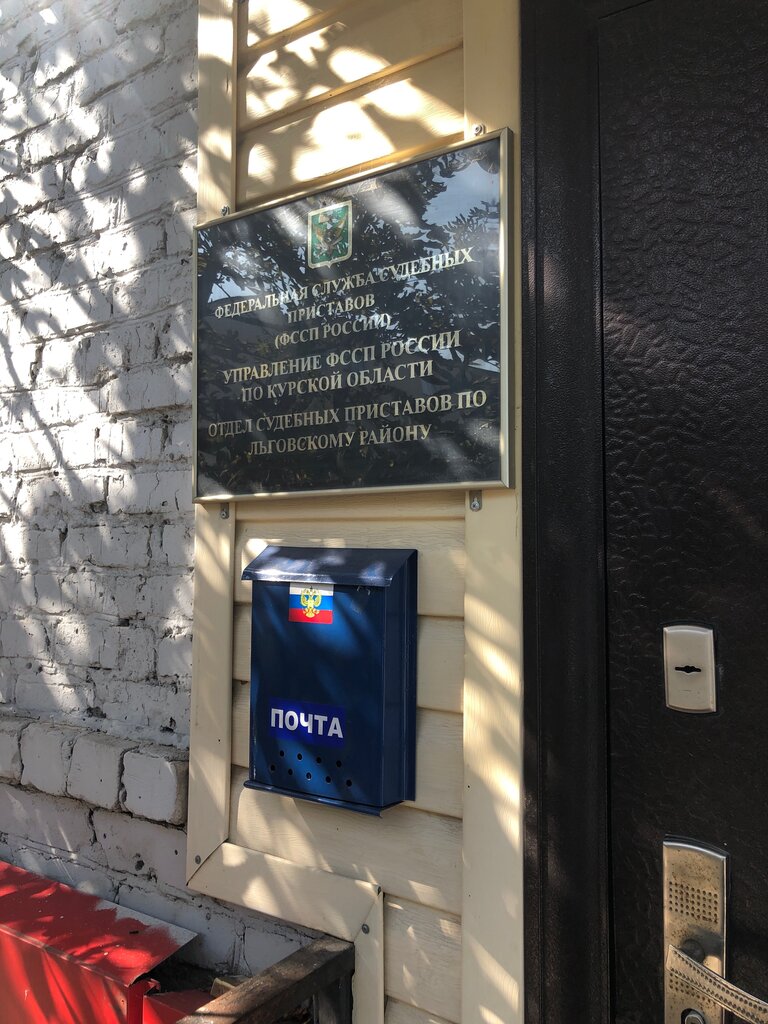 ФЕДЕРАЛЬНАЯ СЛУЖБА СУДЕБНЫХ
ПРИСТАВОВ
(ФССП РОССИИ)
УПРАВЛЕНИЕ ФССП РОССИИ
ПО КУРСКОЙ ОБЛАСТИ
ОТДЕЛ СУДЕБНЫХ ПРИСТАВОВ ПО
ЛЬГОВСКОМУ РАЙОНУ
ПОЧТА